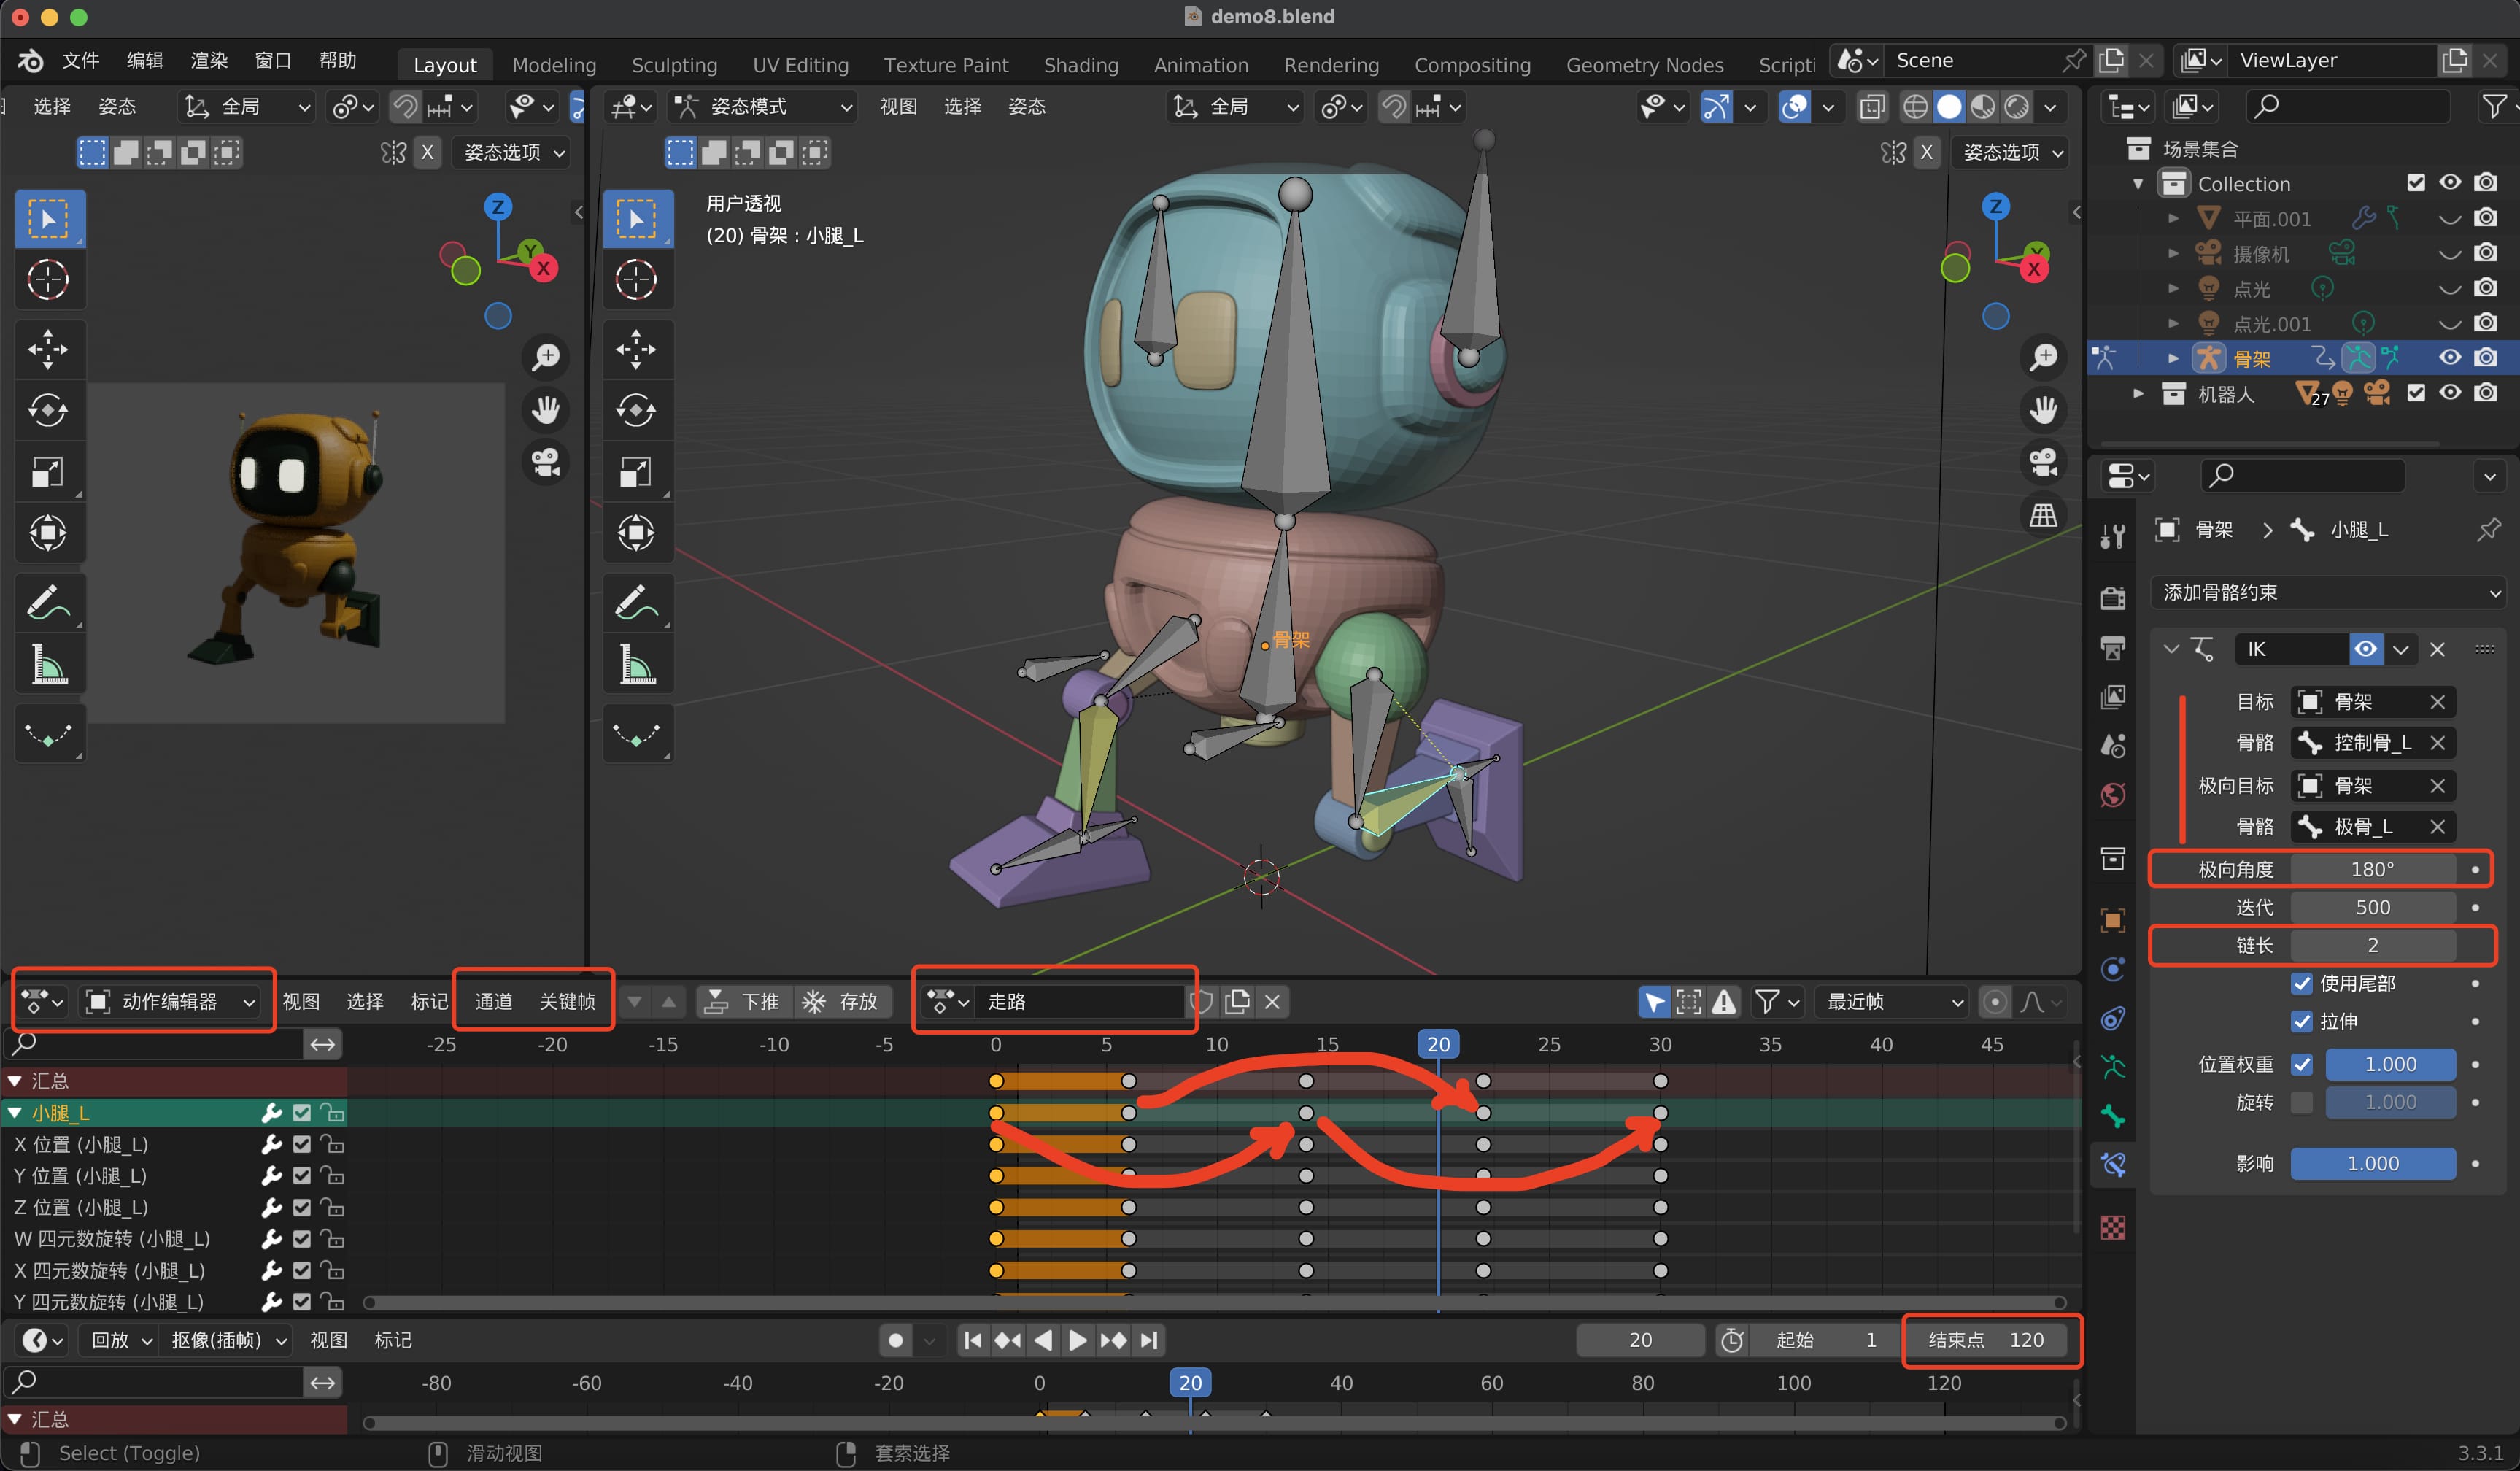 demo8.blend
文件 编辑 渲染 窗口 帮助 Layout Modeling Sculpting UV Editing Texture Paint Shading Animation Rendering Compositing Geometry Nodes Scripti Scene ViewLayer
选择 姿态 全局 姿态模式 视图 选择 姿态 全局
X 姿态选项 X 姿态选项
场景集合
Collection
平面.001
摄像机
点光
点光.001
骨架
机器人 27
Z Y X
用户透视
(20) 骨架 : 小腿_L
Z Y X
骨架
骨架 小腿_L
添加骨骼约束
IK
目标 骨架
骨骼 控制骨_L
极向目标 骨架
骨骼 极骨_L
极向角度 180°
迭代 500
链长 2
使用尾部
拉伸
位置权重 1.000
旋转 1.000
影响 1.000
动作编辑器 视图 选择 标记 通道 关键帧 下推 存放 走路 最近帧
-25 -20 -15 -10 -5 0 5 10 15 20 25 30 35 40 45
汇总
小腿_L
X 位置 (小腿_L)
Y 位置 (小腿_L)
Z 位置 (小腿_L)
W 四元数旋转 (小腿_L)
X 四元数旋转 (小腿_L)
Y 四元数旋转 (小腿_L)
回放 抠像(插帧) 视图 标记 20 起始 1 结束点 120
-80 -60 -40 -20 0 20 40 60 80 100 120
汇总
Select (Toggle) 滑动视图 套索选择 3.3.1